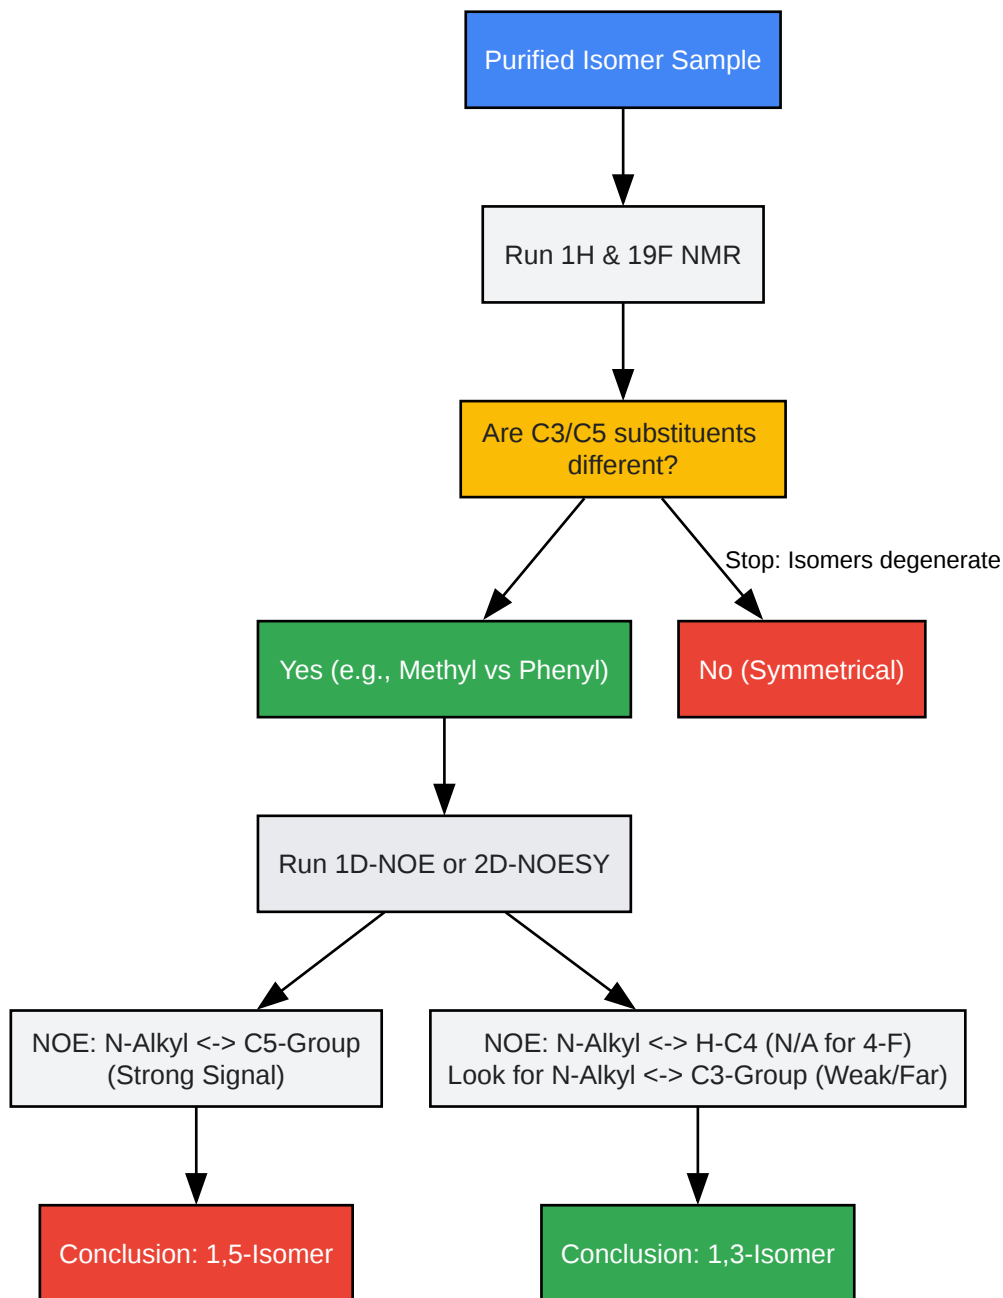 Purified Isomer Sample
Run 1H & 19F NMR
Are C3/C5 substituents
different?
Stop: Isomers degenerate
Yes (e.g., Methyl vs Phenyl)
No (Symmetrical)
Run 1D-NOE or 2D-NOESY
NOE: N-Alkyl <-> C5-Group
(Strong Signal)
NOE: N-Alkyl <-> H-C4 (N/A for 4-F)
Look for N-Alkyl <-> C3-Group (Weak/Far)
Conclusion: 1,5-Isomer
Conclusion: 1,3-Isomer